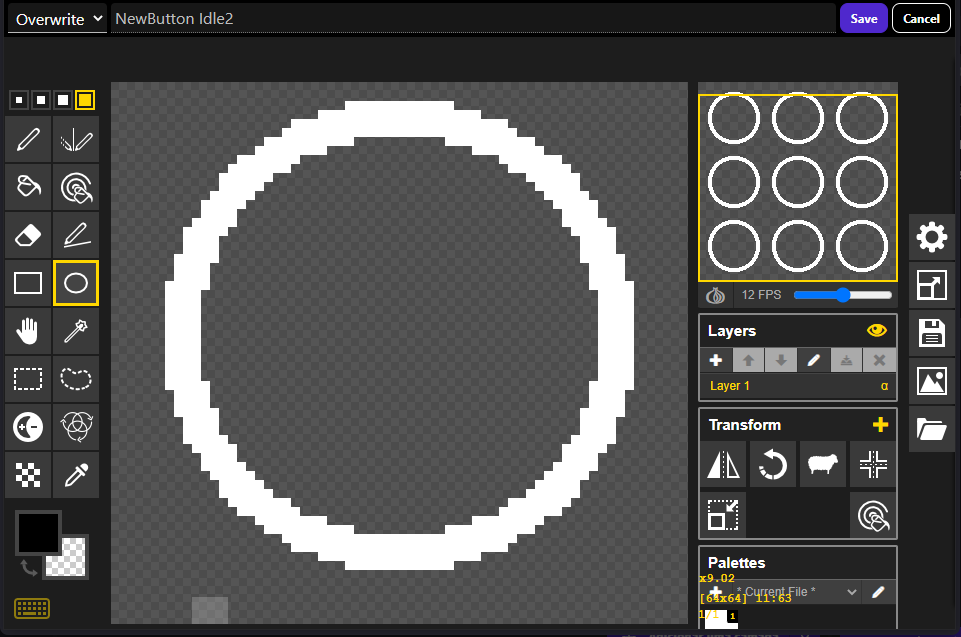 Overwrite NewButton Idle2 Save Cancel
12 FPS
Layers
Layer 1 α
Transform
Palettes
x9.02
* Current File *
[64x64] 11:63
1/1
1